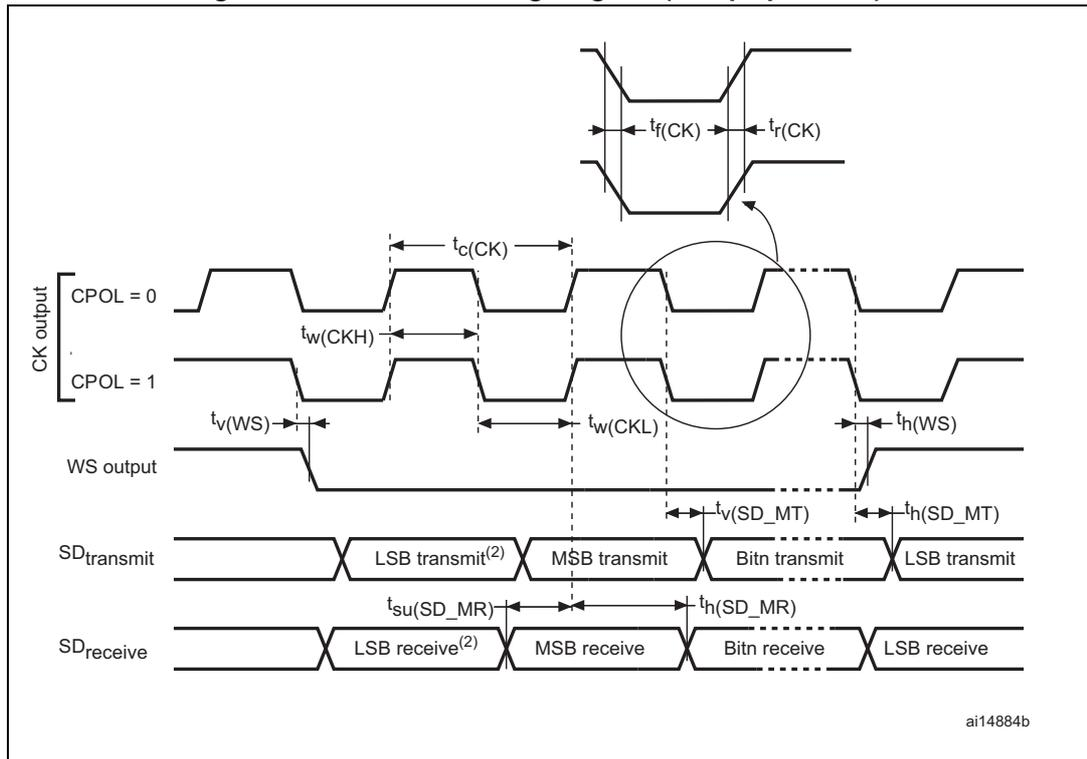 tf(CK)
tr(CK)
tc(CK)
CK output
CPOL = 0
tw(CKH)
CPOL = 1
tv(WS)
tw(CKL)
th(WS)
WS output
tv(SD_MT)
th(SD_MT)
SDtransmit
LSB transmit(2)
MSB transmit
Bitn transmit
LSB transmit
tsu(SD_MR)
th(SD_MR)
SDreceive
LSB receive(2)
MSB receive
Bitn receive
LSB receive
ai14884b